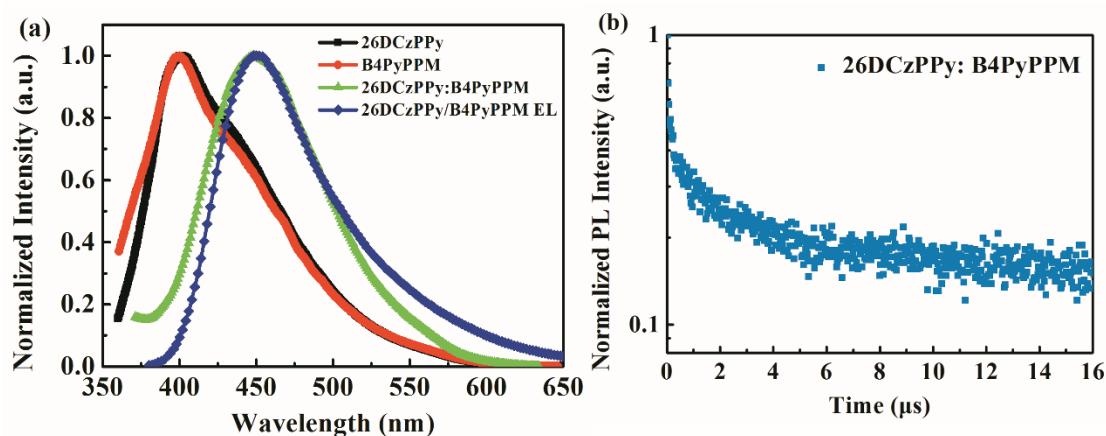 (a)
Normalized Intensity (a.u.)
1.0
0.8
0.6
0.4
0.2
0.0
26DCzPPy
B4PyPPM
26DCzPPy:B4PyPPM
26DCzPPy/B4PyPPM EL
350 400 450 500 550 600 650
Wavelength (nm)
(b)
Normalized PL Intensity (a.u.)
1
0.1
26DCzPPy: B4PyPPM
0 2 4 6 8 10 12 14 16
Time (μs)